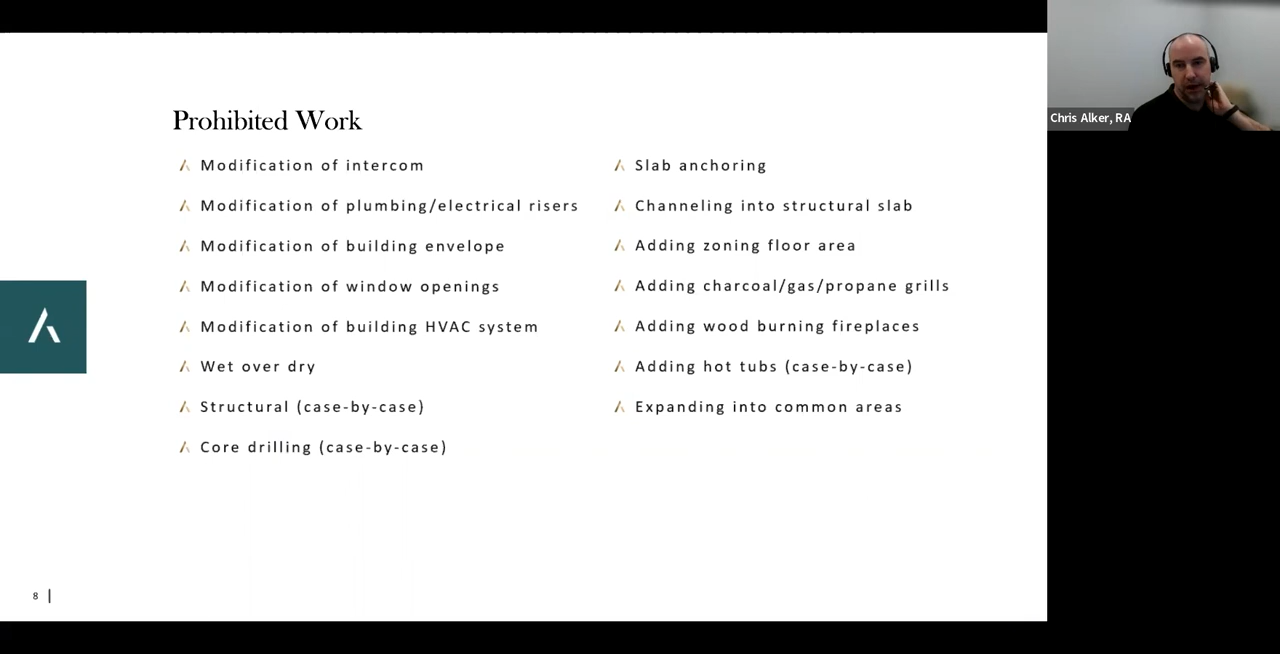 Prohibited Work
Modification of intercom
Modification of plumbing/electrical risers
Modification of building envelope
Modification of window openings
Modification of building HVAC system
Wet over dry
Structural (case-by-case)
Core drilling (case-by-case)
Slab anchoring
Channeling into structural slab
Adding zoning floor area
Adding charcoal/gas/propane grills
Adding wood burning fireplaces
Adding hot tubs (case-by-case)
Expanding into common areas
8 |
Chris Alker, RA